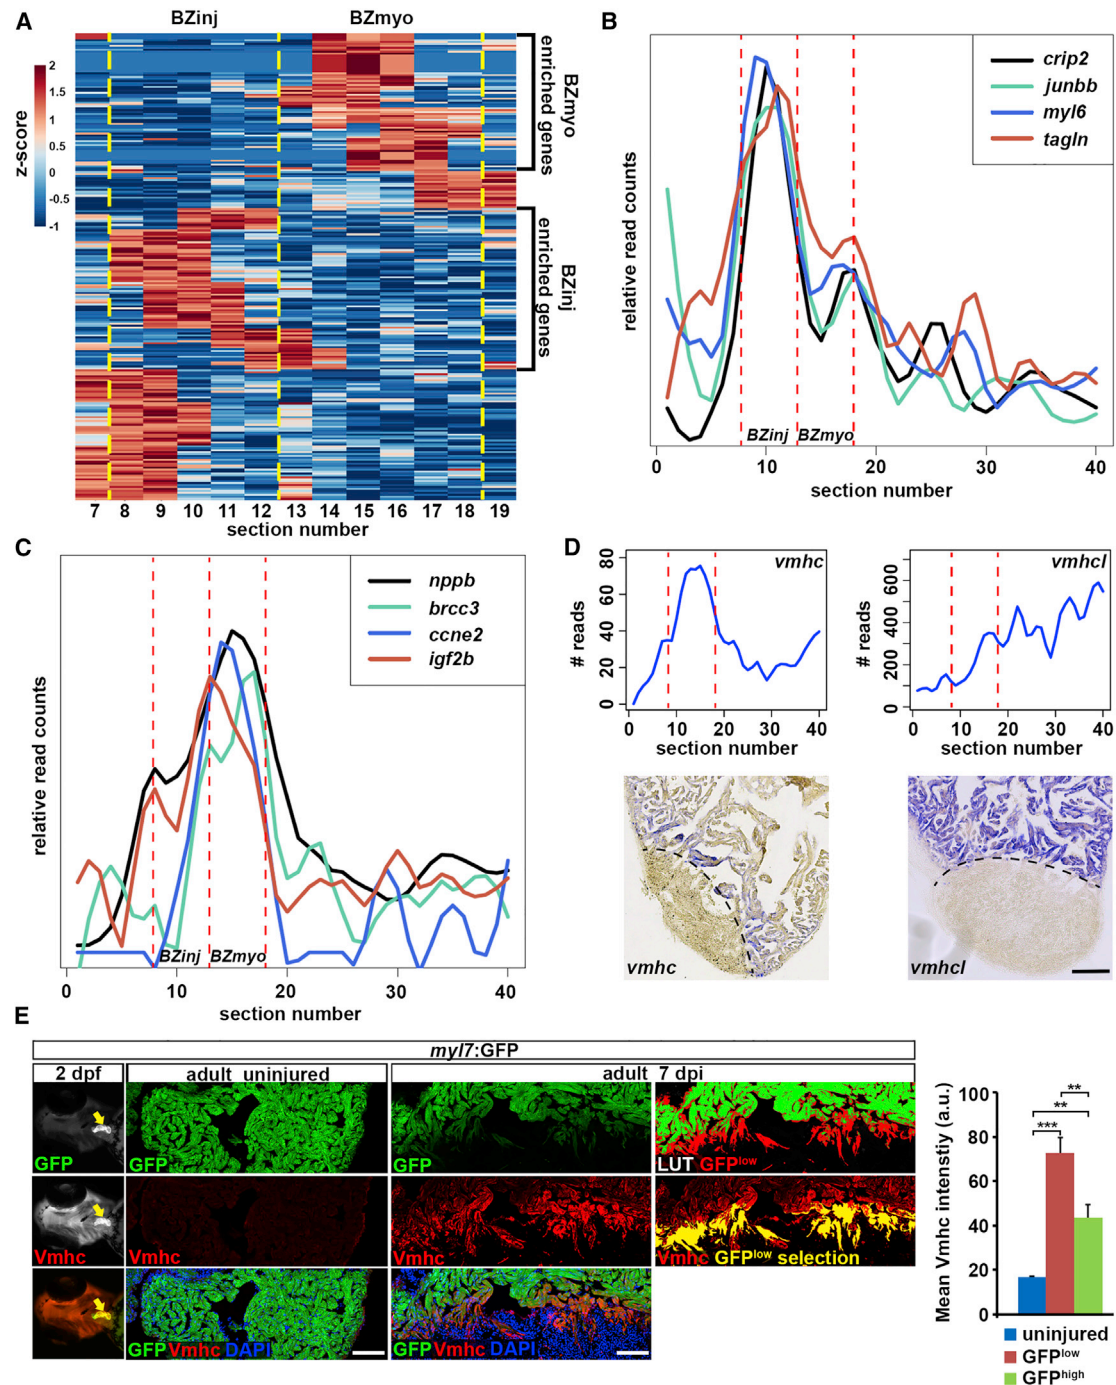 A
BZinj
BZmyo
z-score
2
1.5
1
0.5
0
-0.5
-1
BZmyo
enriched genes
BZinj
enriched genes
7 8 9 10 11 12 13 14 15 16 17 18 19
section number
B
relative read counts
crip2
junbb
myl6
tagln
BZinj
BZmyo
0 10 20 30 40
section number
C
relative read counts
nppb
brcc3
ccne2
igf2b
BZinj
BZmyo
0 10 20 30 40
section number
D
# reads
80
60
40
20
0
vmhc
0 10 20 30 40
section number
# reads
600
400
200
0
vmhcl
0 10 20 30 40
section number
vmhc
vmhcl
E
myl7:GFP
2 dpf
adult uninjured
adult 7 dpi
GFP
GFP
GFP
LUT GFPlow
Vmhc
Vmhc
Vmhc
Vmhc GFPlow selection
GFP Vmhc DAPI
GFP Vmhc DAPI
Mean Vmhc intenstiy (a.u.)
100
80
60
40
20
0
**
**
***
uninjured
GFPlow
GFPhigh